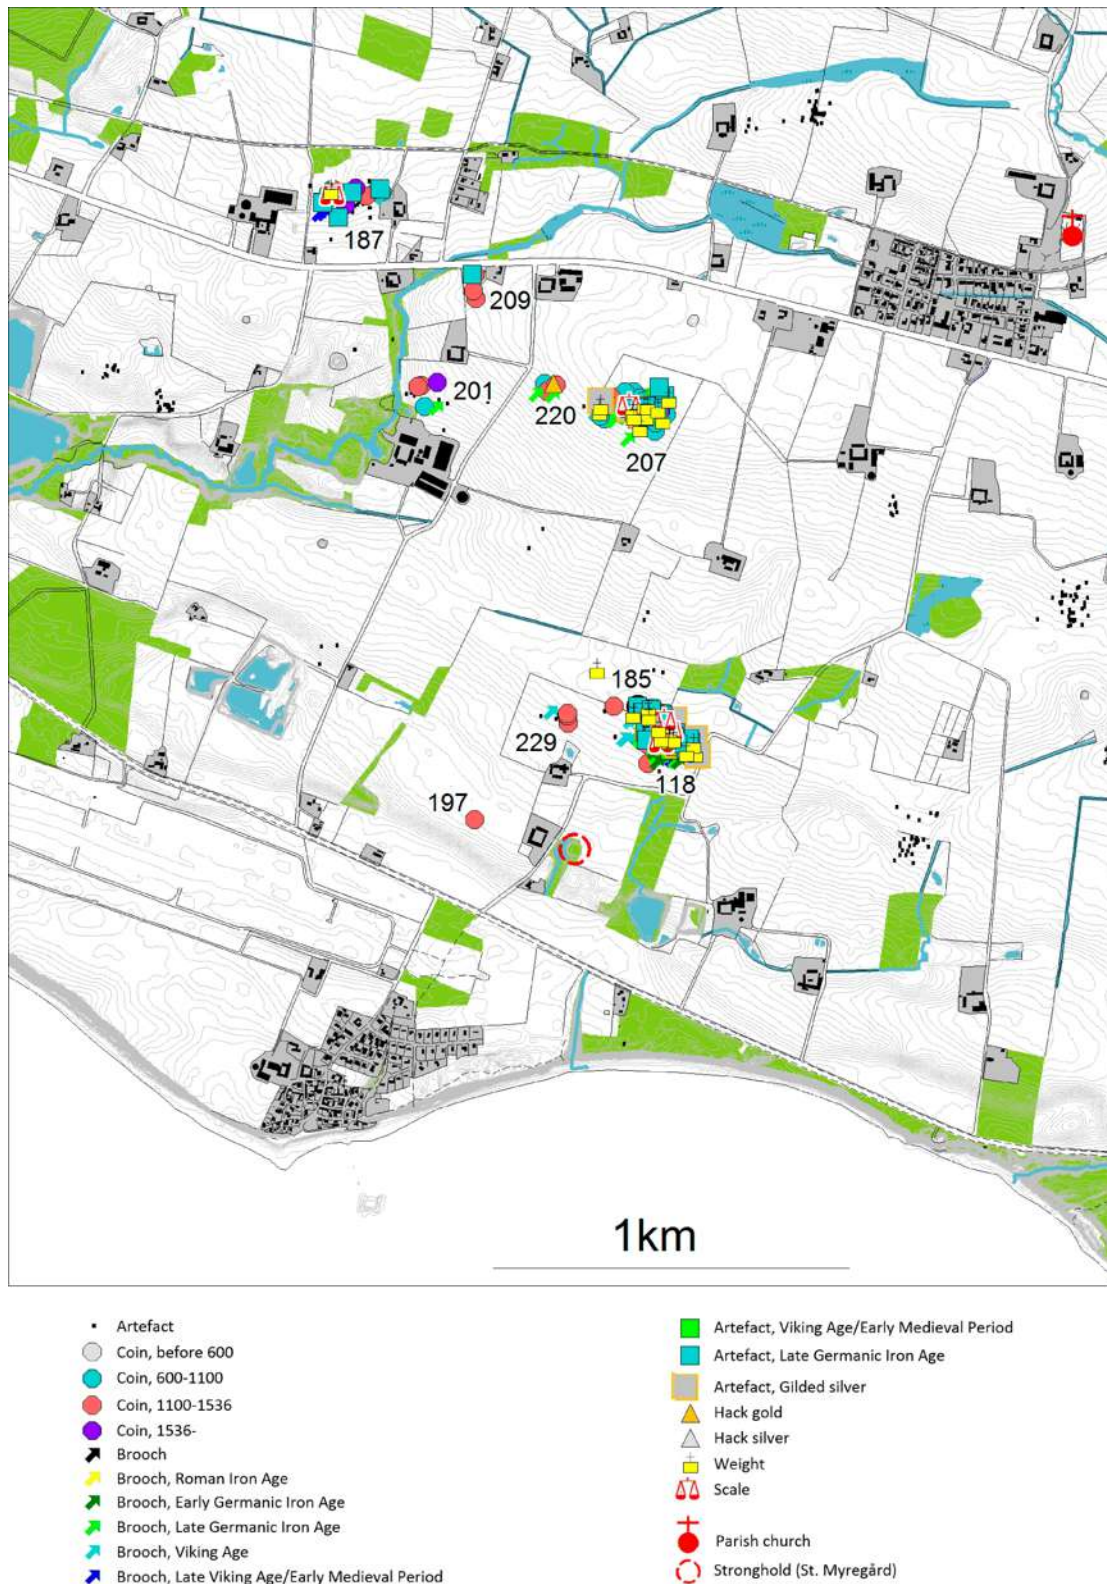 187
209
201
220
207
185
229
118
197
1km
Artefact
Coin, before 600
Coin, 600-1100
Coin, 1100-1536
Coin, 1536-
Brooch
Brooch, Roman Iron Age
Brooch, Early Germanic Iron Age
Brooch, Late Germanic Iron Age
Brooch, Viking Age
Brooch, Late Viking Age/Early Medieval Period
Artefact, Viking Age/Early Medieval Period
Artefact, Late Germanic Iron Age
Artefact, Gilded silver
Hack gold
Hack silver
Weight
Scale
Parish church
Stronghold (St. Myregård)